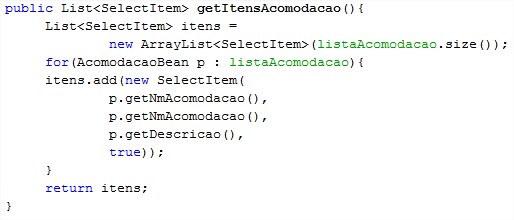 public List<SelectItem> getItensAcomodacao(){
List<SelectItem> itens =
new ArrayList<SelectItem>(listaAcomodacao.size());
for(AcomodacaoBean p : listaAcomodacao){
itens.add(new SelectItem(
p.getNmAcomodacao(),
p.getNmAcomodacao(),
p.getDescricao(),
true));
}
return itens;
}